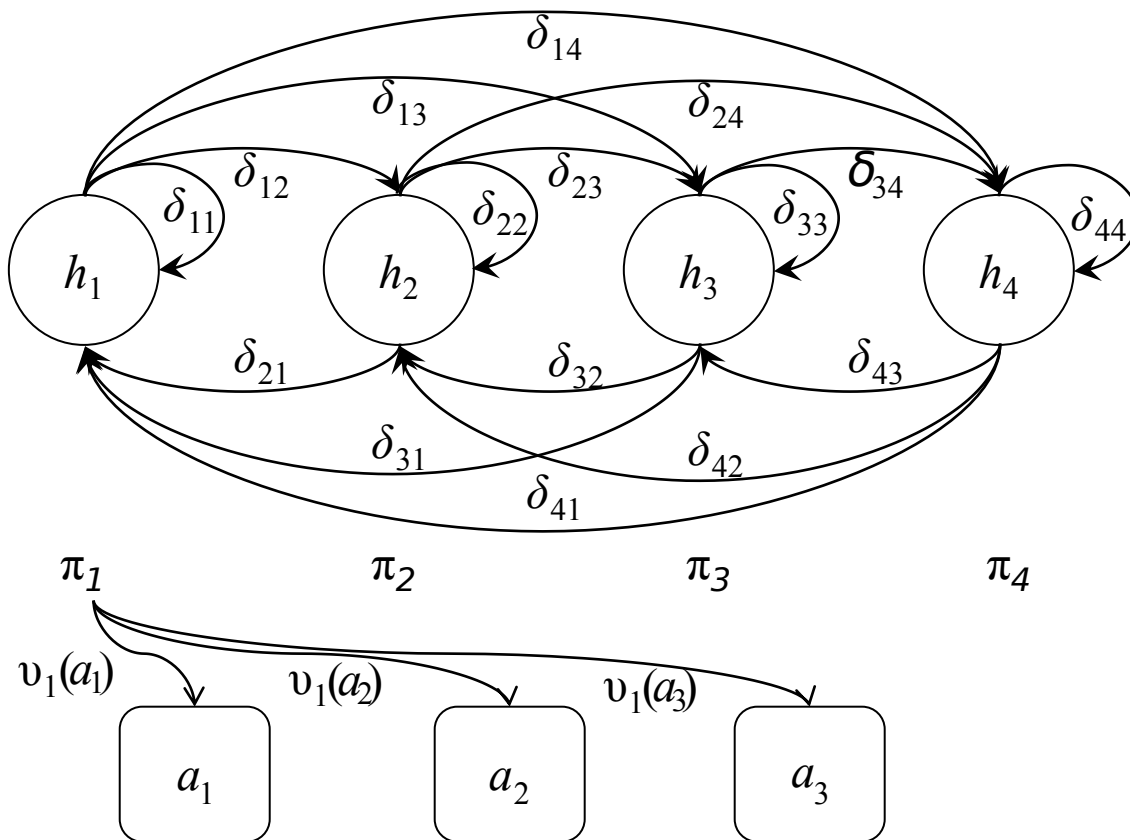 δ14
δ13 δ24
δ12 δ23 δ34
δ11 δ22 δ33 δ44
h1 h2 h3 h4
δ21 δ32 δ43
δ31 δ42
δ41
π1 π2 π3 π4
υ1(a1) υ1(a2) υ1(a3)
a1 a2 a3